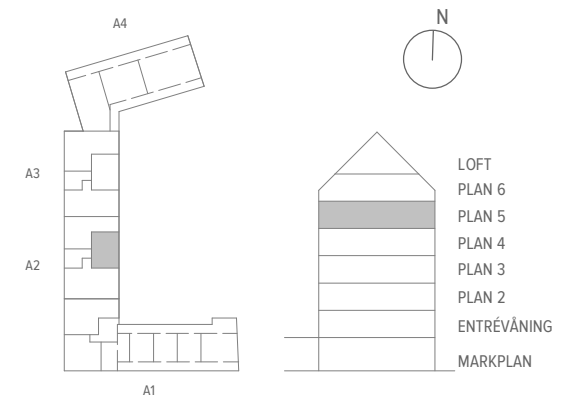 A4
N
A3
A2
A1
LOFT
PLAN 6
PLAN 5
PLAN 4
PLAN 3
PLAN 2
ENTRÉVÅNING
MARKPLAN